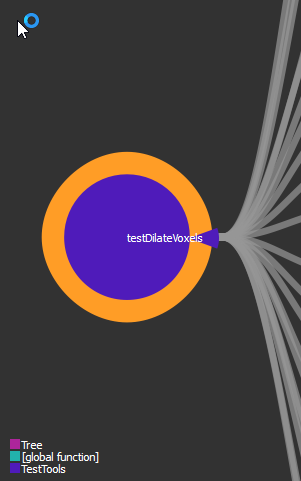 testDilateVoxels
Tree
[global function]
TestTools